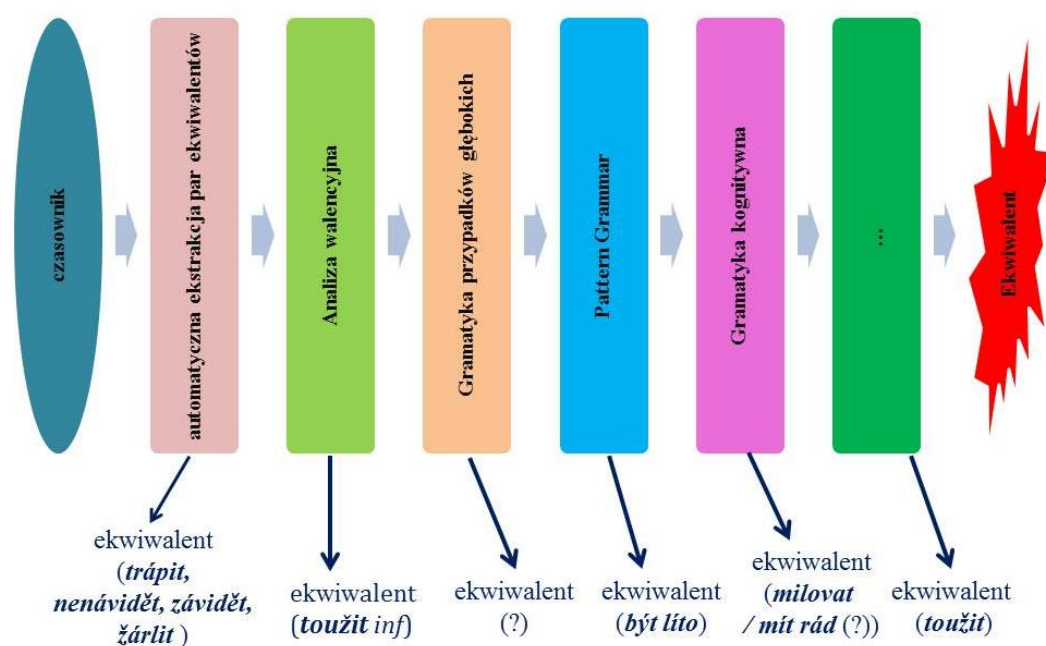 czasownik
automatyczna ekstrakcja par ekwiwalentów
Analiza walencyjna
Gramatyka przypadków głębokich
Pattern Grammar
Gramatyka kognitywna
...
Ekwiwalent
ekwiwalent
(trápit,
nenávidět, závidět,
žárlit )
ekwiwalent
(toužit inf)
ekwiwalent
(?)
ekwiwalent
(být líto)
ekwiwalent
(milovat
/ mít rád (?))
ekwiwalent
(toužit)